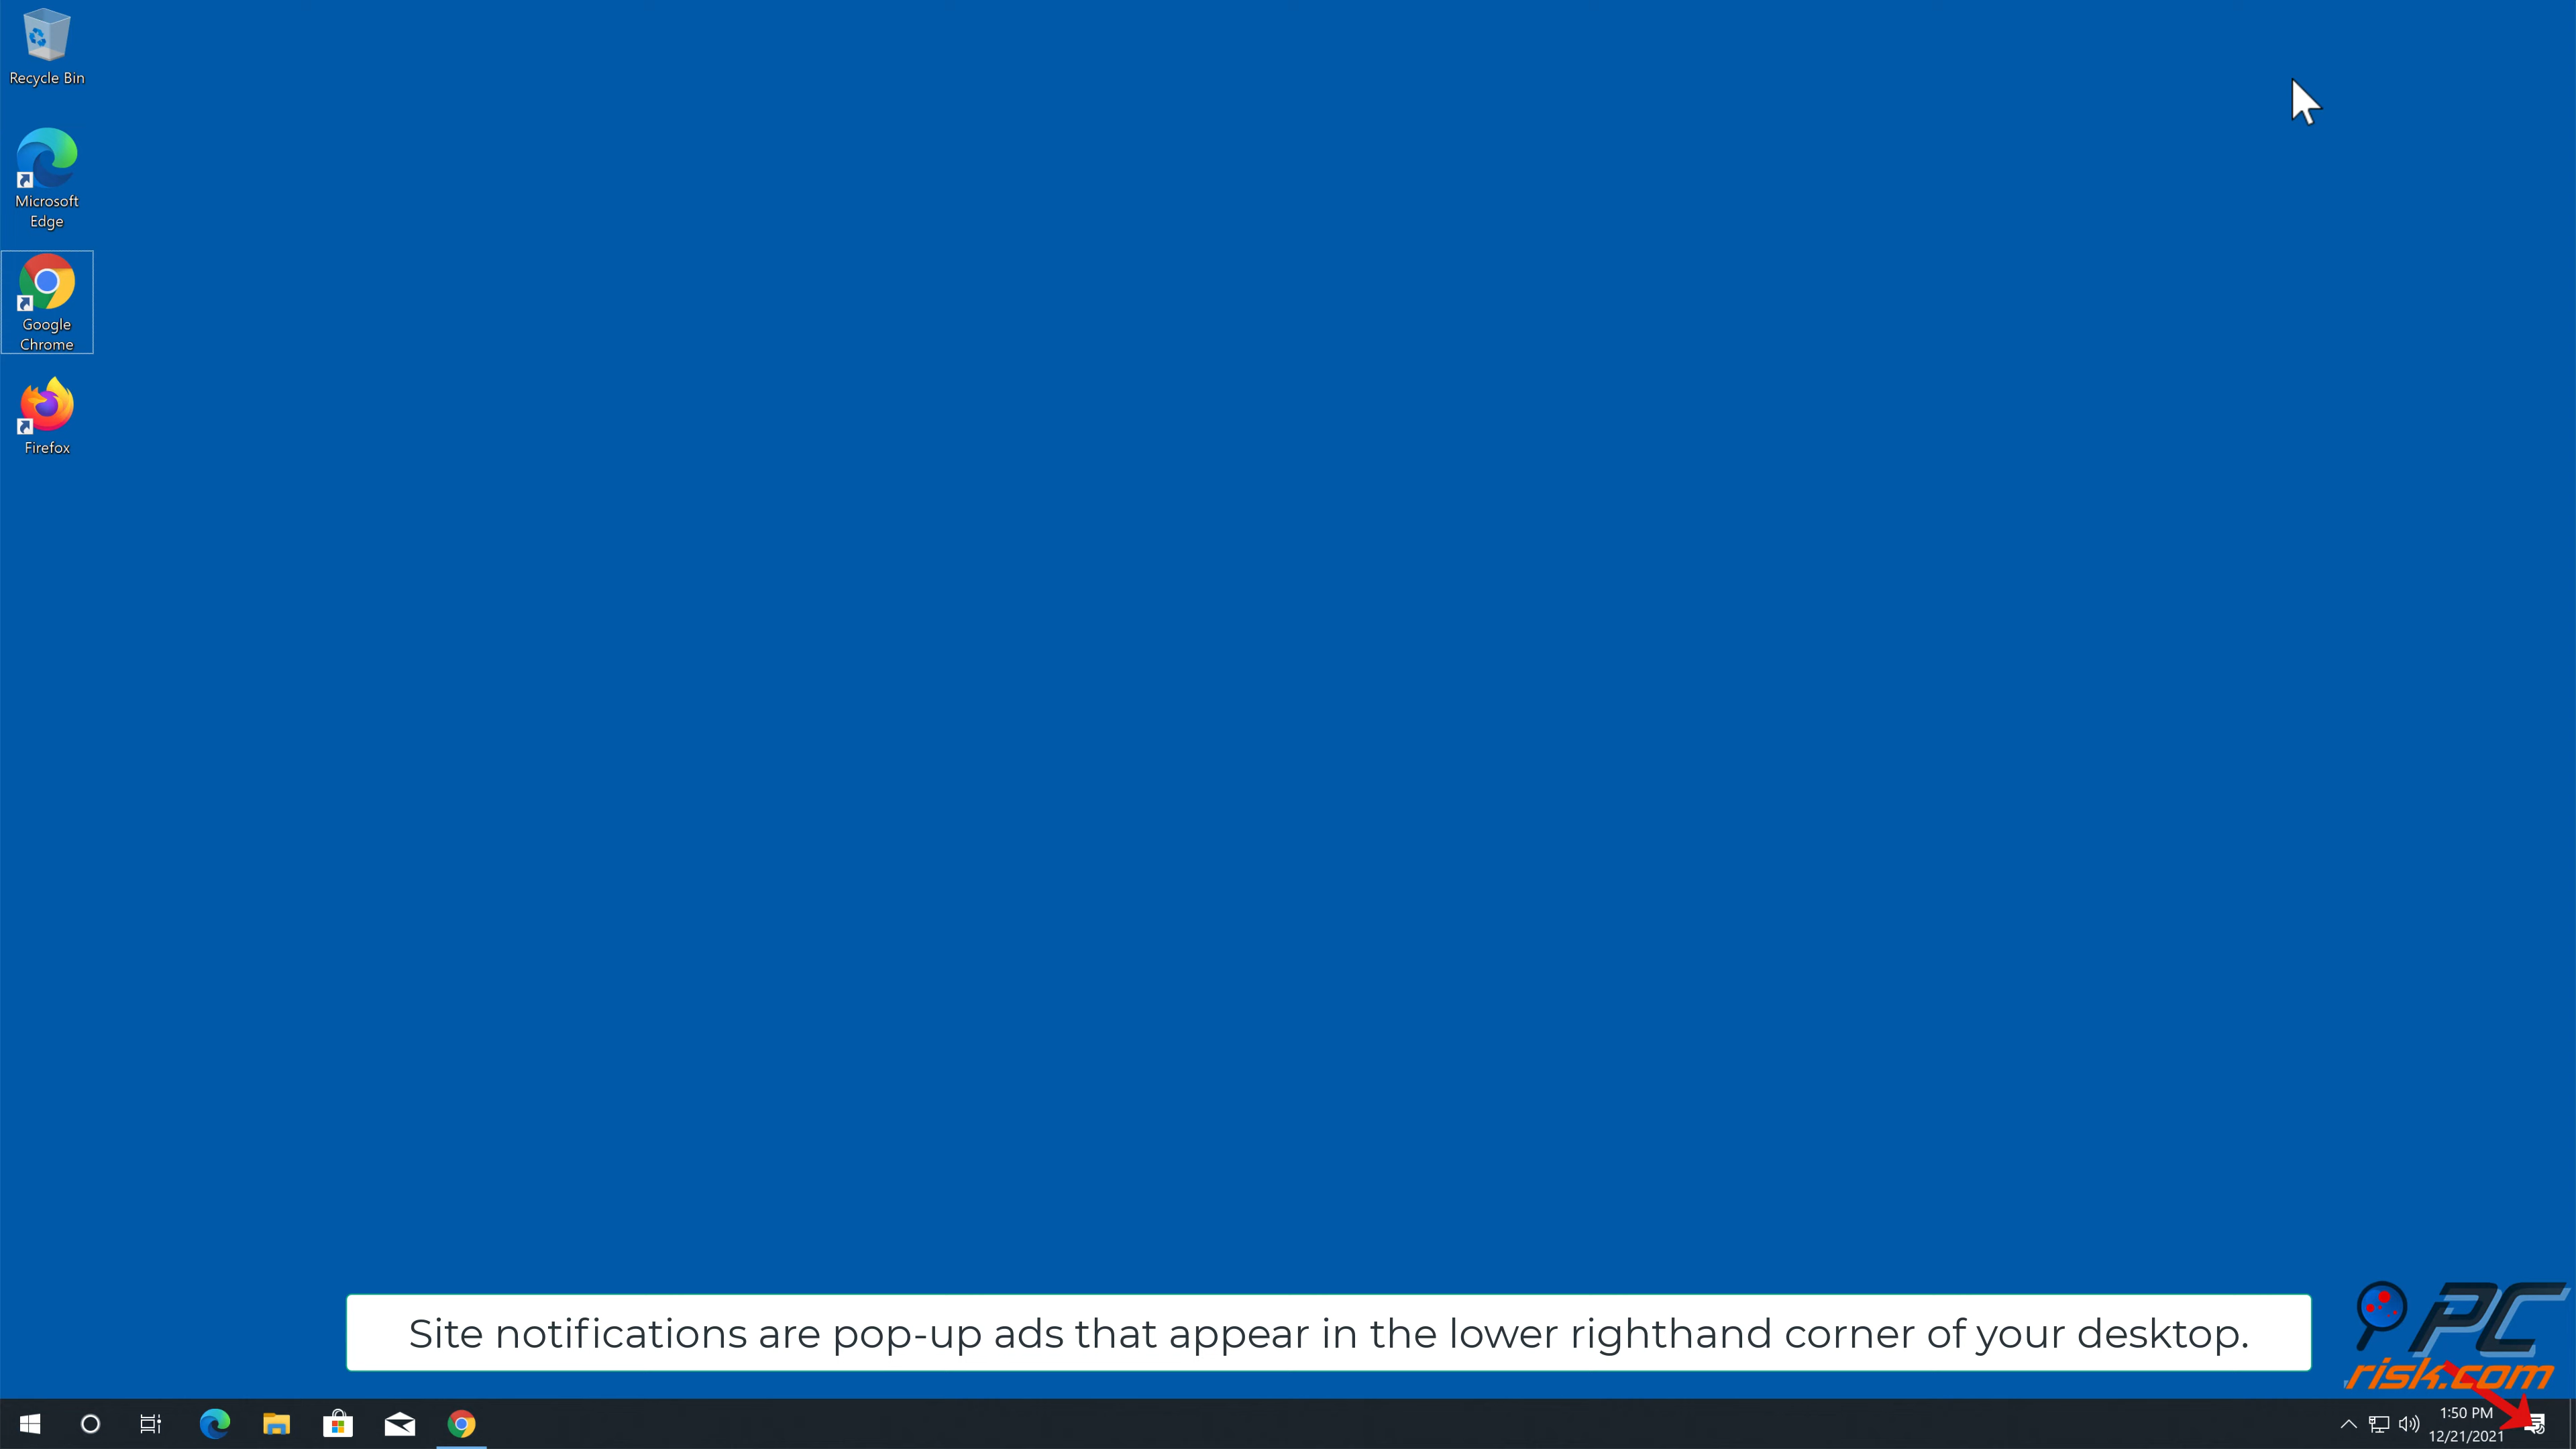 Recycle Bin
Microsoft
Edge
Google
Chrome
Firefox
Site notifications are pop-up ads that appear in the lower righthand corner of your desktop.
PC
risk.com
1:50 PM
12/21/2021